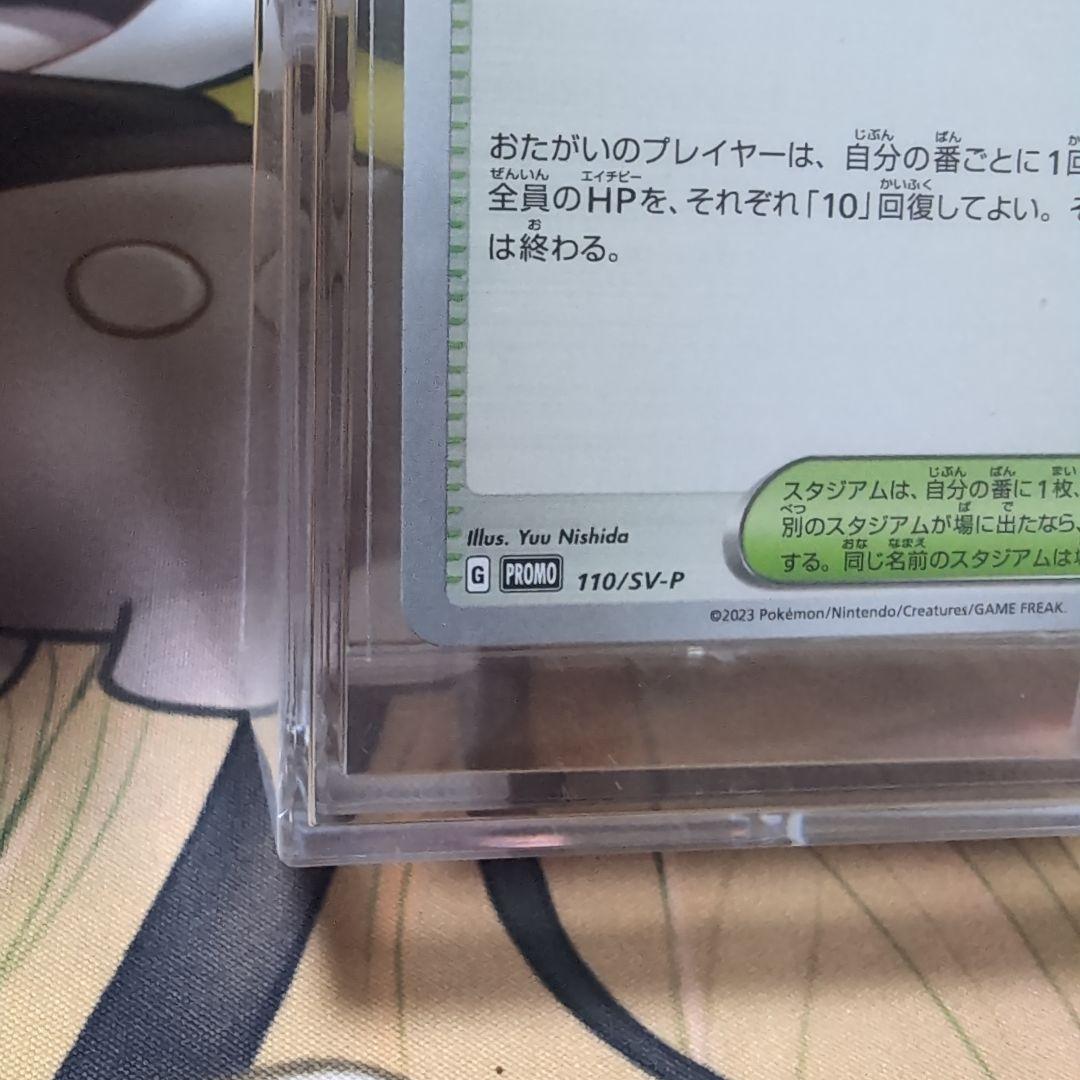 おたがいのプレイヤーは、自分の番ごとに1回
全員のHPを、それぞれ「10」回復してよい。そ
は終わる。
スタジアムは、自分の番に1枚、
別のスタジアムが場に出たなら、
する。同じ名前のスタジアムは場
Illus. Yuu Nishida
G PROMO 110/SV-P
©2023 Pokémon/Nintendo/Creatures/GAME FREAK.